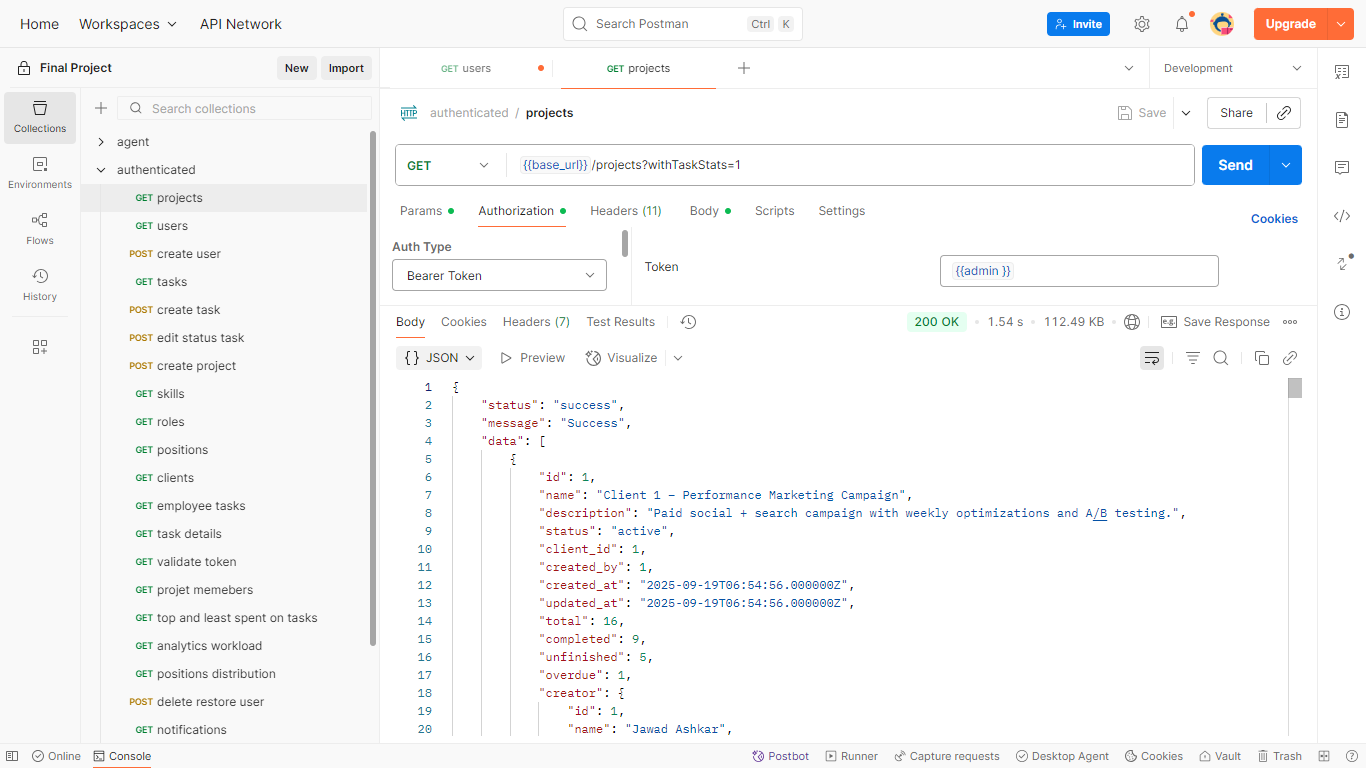 Home Workspaces API Network Search Postman Ctrl K Invite Upgrade
Final Project New Import GET users GET projects Development
Search collections
Collections
Environments
Flows
History
agent
authenticated
GET projects
GET users
POST create user
GET tasks
POST create task
POST edit status task
POST create project
GET skills
GET roles
GET positions
GET clients
GET employee tasks
GET task details
GET validate token
GET projet memebers
GET top and least spent on tasks
GET analytics workload
GET positions distribution
POST delete restore user
GET notifications
HTTP authenticated / projects Save Share
GET {{base_url}} /projects?withTaskStats=1 Send
Params Authorization Headers (11) Body Scripts Settings Cookies
Auth Type
Bearer Token
Token {{admin }}
Body Cookies Headers (7) Test Results 200 OK 1.54 s 112.49 KB e.g. Save Response
{} JSON Preview Visualize
1 {
2 "status": "success",
3 "message": "Success",
4 "data": [
5 {
6 "id": 1,
7 "name": "Client 1 – Performance Marketing Campaign",
8 "description": "Paid social + search campaign with weekly optimizations and A/B testing.",
9 "status": "active",
10 "client_id": 1,
11 "created_by": 1,
12 "created_at": "2025-09-19T06:54:56.000000Z",
13 "updated_at": "2025-09-19T06:54:56.000000Z",
14 "total": 16,
15 "completed": 9,
16 "unfinished": 5,
17 "overdue": 1,
18 "creator": {
19 "id": 1,
20 "name": "Jawad Ashkar",
Online Console Postbot Runner Capture requests Desktop Agent Cookies Vault Trash